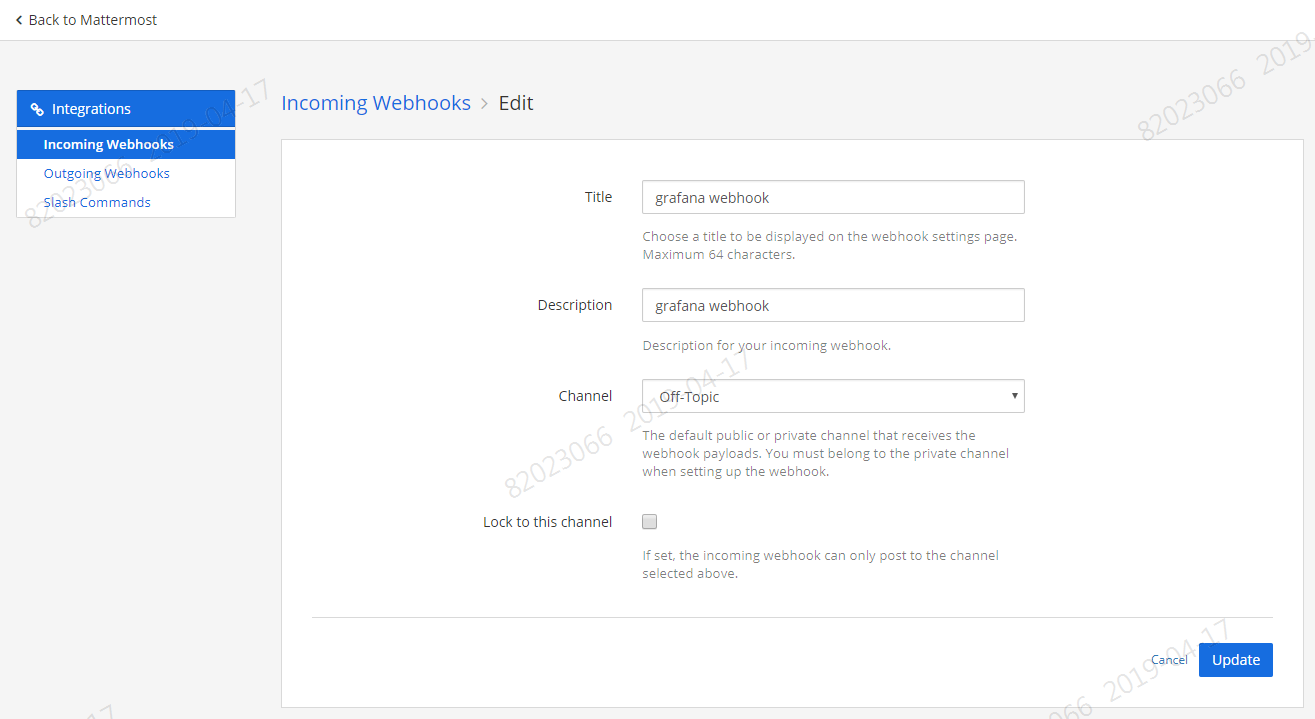 Back to Mattermost
Integrations
Incoming Webhooks
Outgoing Webhooks
Slash Commands
Incoming Webhooks > Edit
Title
grafana webhook
Choose a title to be displayed on the webhook settings page.
Maximum 64 characters.
Description
grafana webhook
Description for your incoming webhook.
Channel
Off-Topic
The default public or private channel that receives the
webhook payloads. You must belong to the private channel
when setting up the webhook.
Lock to this channel
If set, the incoming webhook can only post to the channel
selected above.
Cancel
Update
82023066 2019-04-17
82023066 2019
82023066 2019-04-17
066 2019-04-17
17